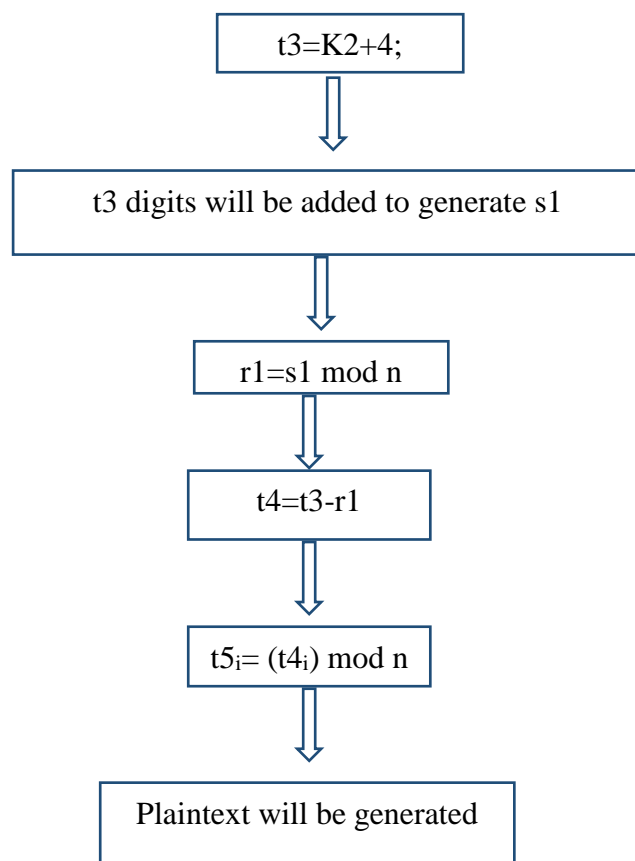 t3=K2+4;
t3 digits will be added to generate s1
r1=s1 mod n
t4=t3-r1
t5i= (t4i) mod n
Plaintext will be generated